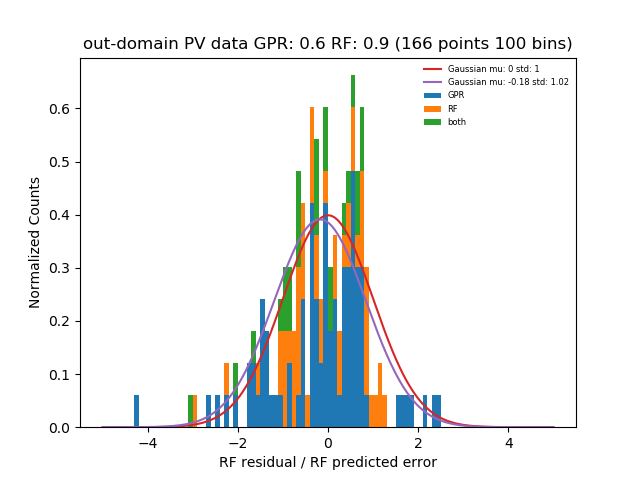 out-domain PV data GPR: 0.6 RF: 0.9 (166 points 100 bins)
Gaussian mu: 0 std: 1
Gaussian mu: -0.18 std: 1.02
GPR
RF
both
Normalized Counts
0.6
0.5
0.4
0.3
0.2
0.1
0.0
−4 −2 0 2 4
RF residual / RF predicted error